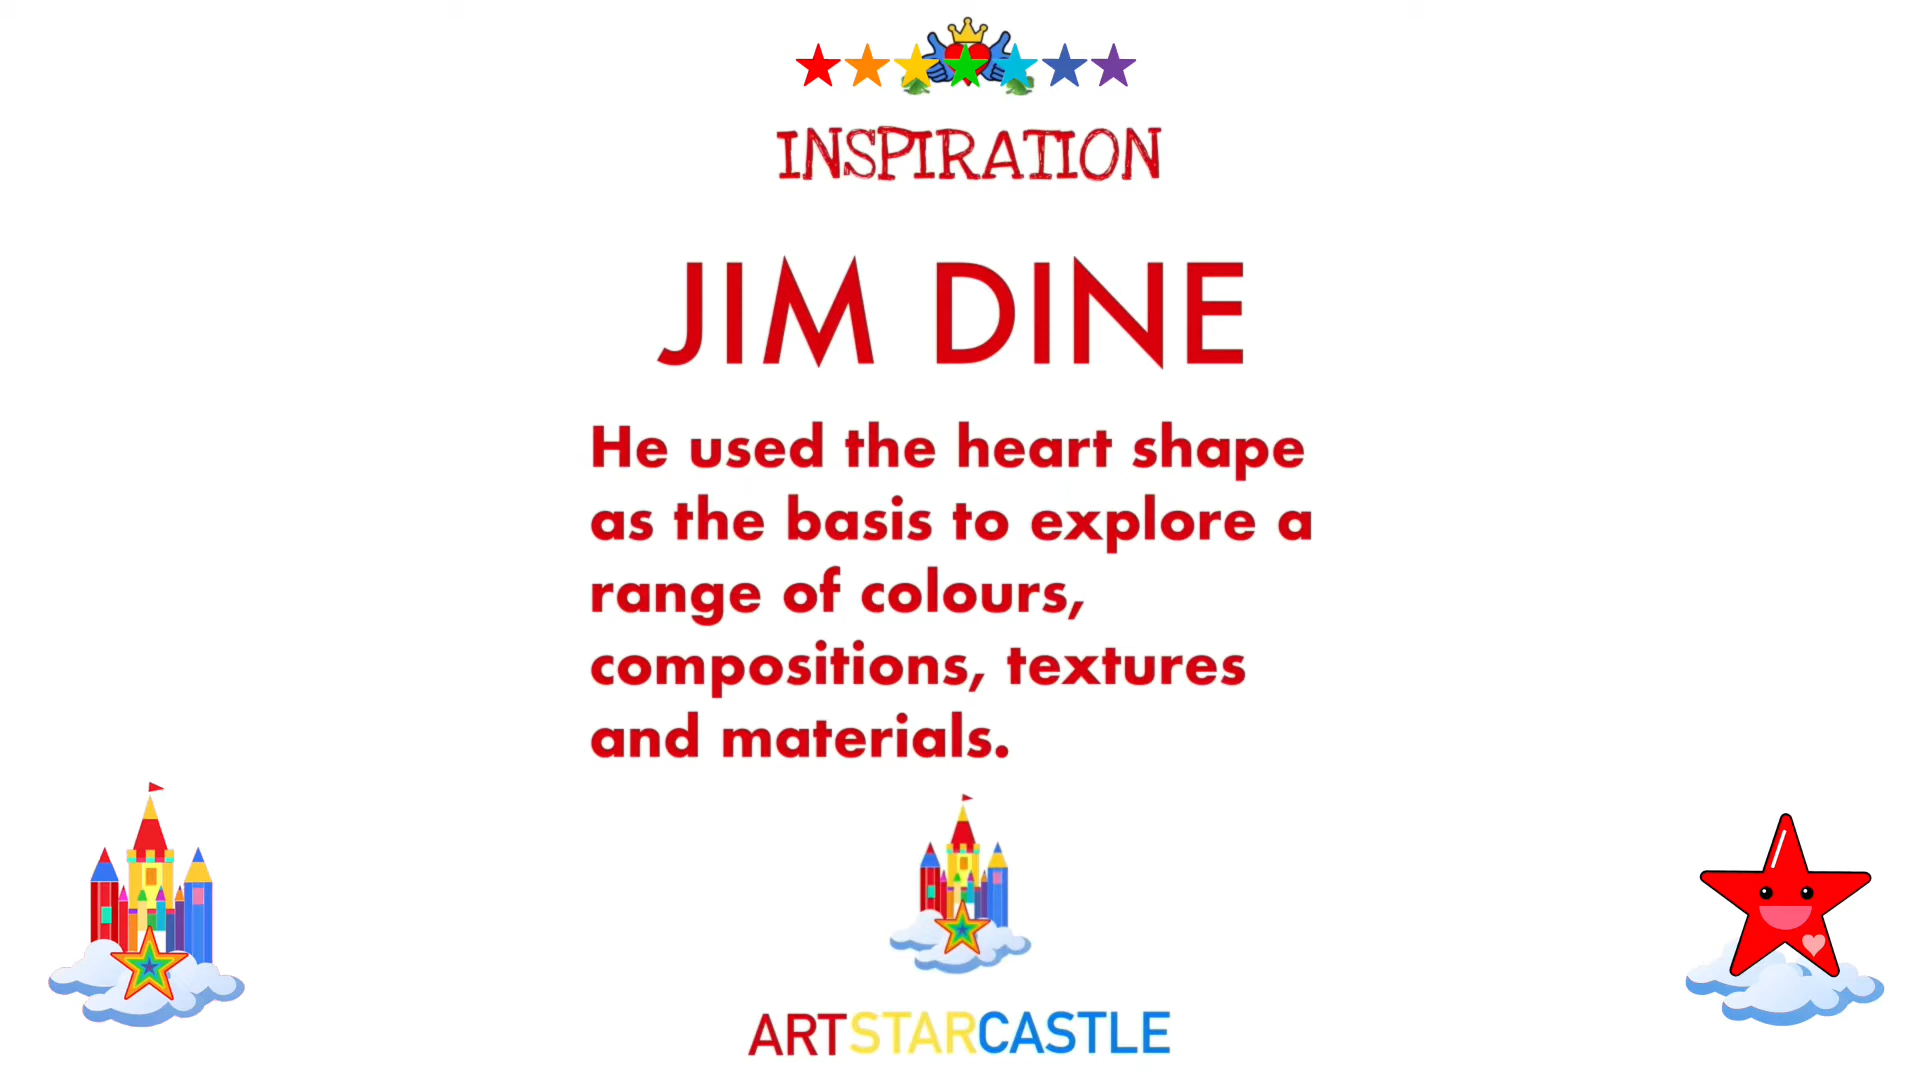 INSPIRATION
JIM DINE
He used the heart shape
as the basis to explore a
range of colours,
compositions, textures
and materials.
ARTSTARCASTLE